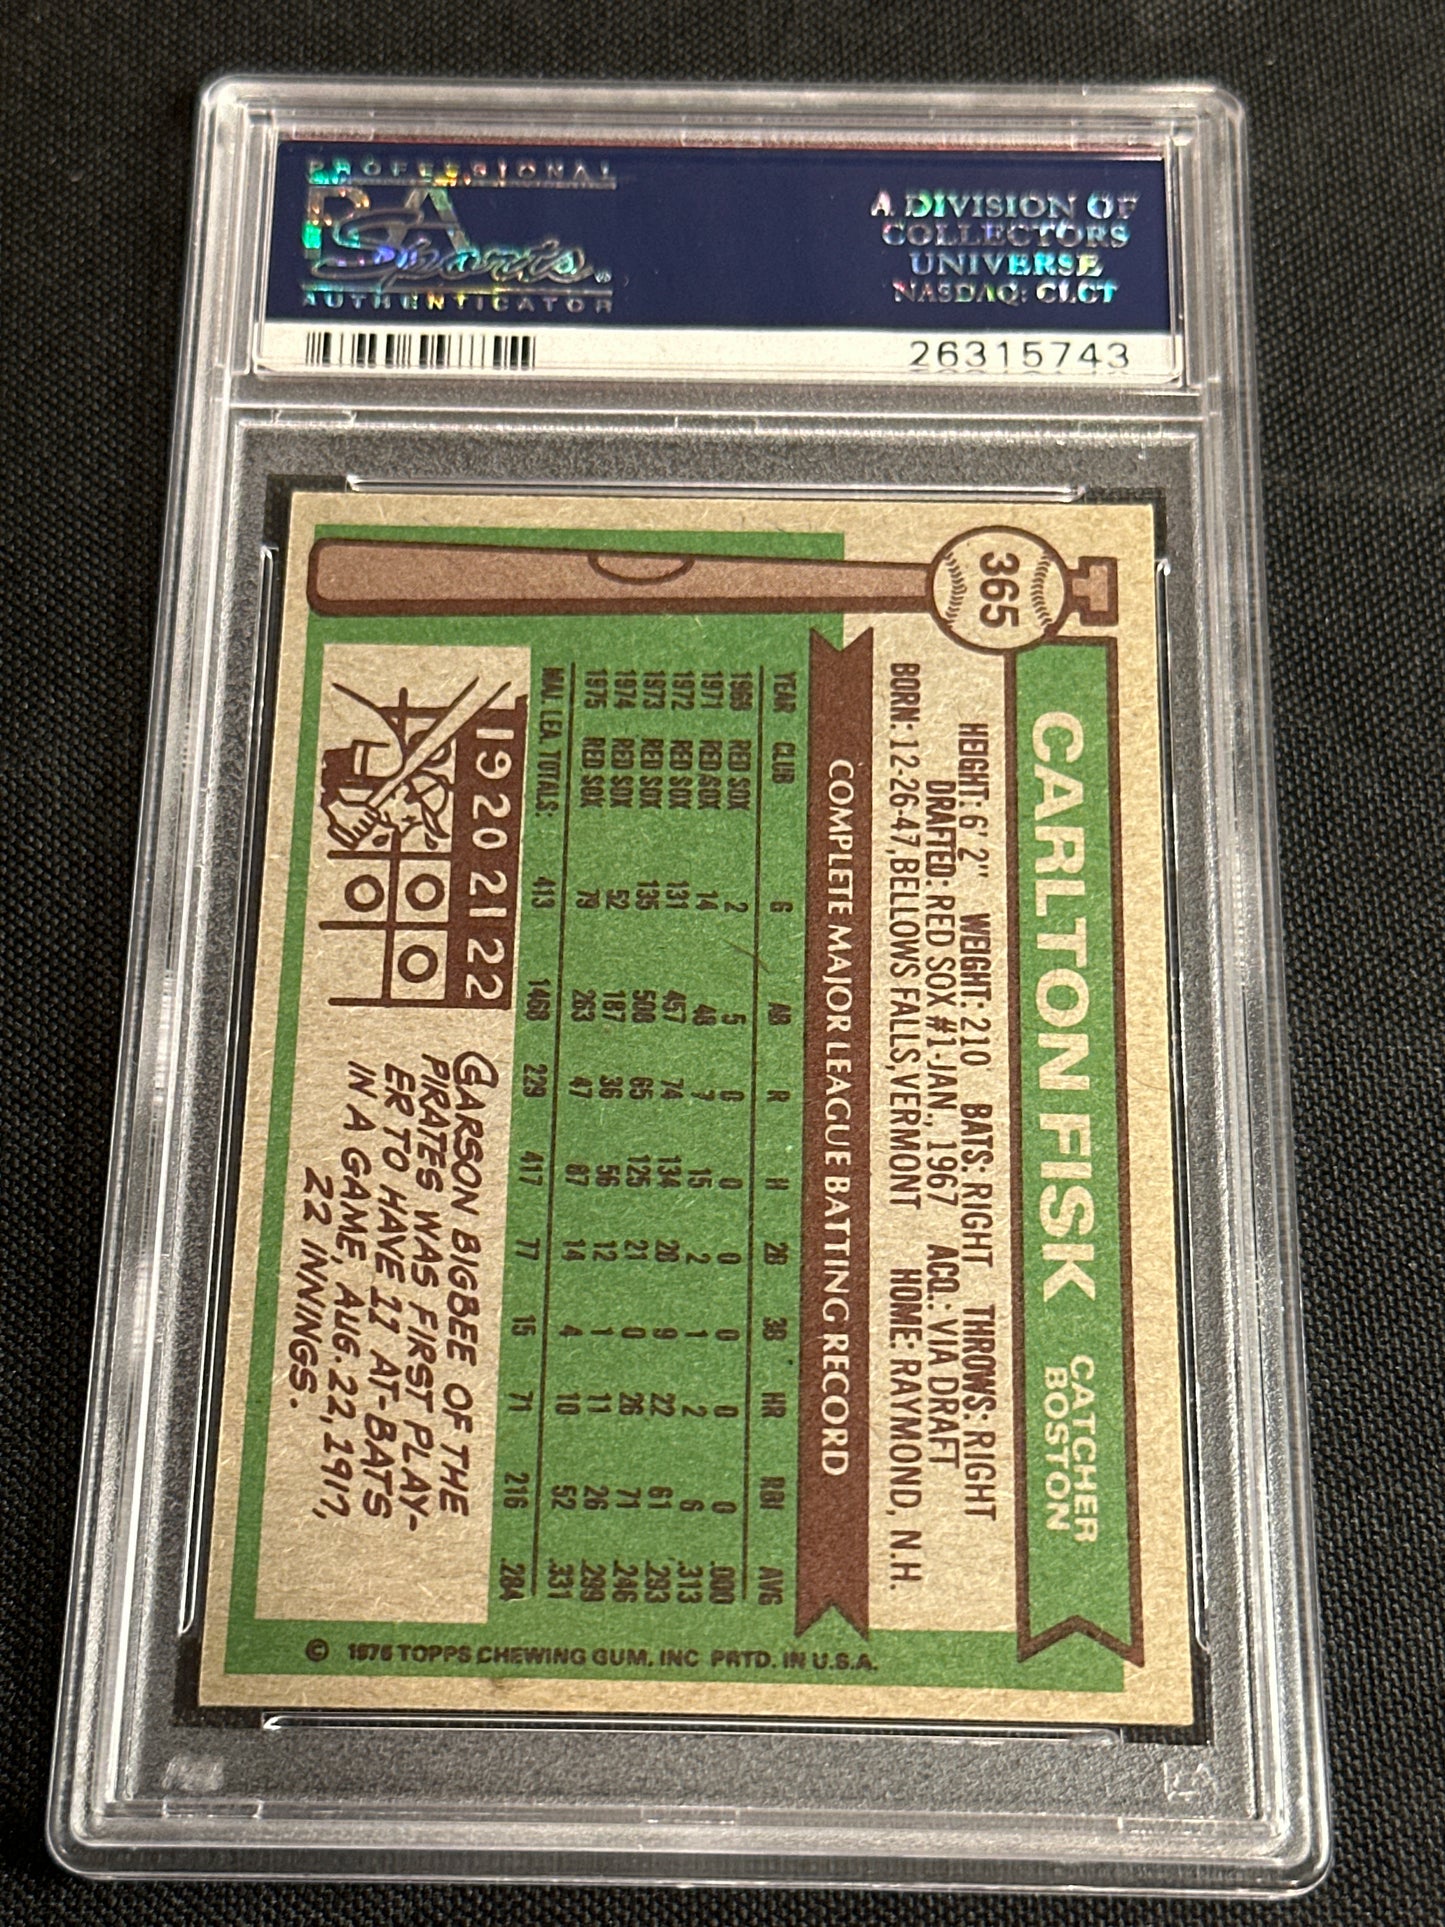 PROFESSIONAL
PSA
Sports
AUTHENTICATOR
A DIVISION OF
COLLECTORS
UNIVERSE
NASDAQ: CLCT
26315743
365
CARLTON FISK
CATCHER
BOSTON
HEIGHT: 6' 2" WEIGHT: 210 BATS: RIGHT THROWS: RIGHT
DRAFTED: RED SOX #1-JAN., 1967 ACQ.: VIA DRAFT
BORN: 12-26-47, BELLOWS FALLS, VERMONT HOME: RAYMOND, N.H.
COMPLETE MAJOR LEAGUE BATTING RECORD
YEAR CLUB G AB R H 2B 3B HR RBI AVG
1969 RED SOX 2 5 0 0 0 0 0 0 .000
1971 RED SOX 14 48 7 15 2 1 2 6 .313
1972 RED SOX 131 457 74 134 28 9 22 61 .293
1973 RED SOX 135 508 65 125 21 0 26 71 .246
1974 RED SOX 52 187 36 56 12 1 11 26 .299
1975 RED SOX 79 263 47 87 14 4 10 52 .331
MAJ. LEA. TOTALS: 413 1468 229 417 77 15 71 216 .284
19 20 21 22
0 0
0
CARSON BIGBEE OF THE
PIRATES WAS FIRST PLAY-
ER TO HAVE 11 AT-BATS
IN A GAME, AUG. 22, 1917,
22 INNINGS.
© 1976 TOPPS CHEWING GUM, INC PRTD. IN U.S.A.
PSA